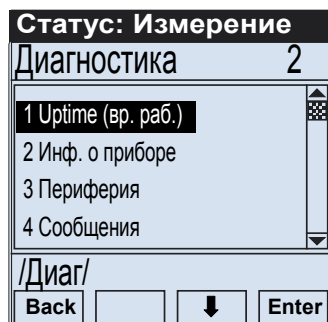 Статус: Измерение
Диагностика 2
1 Uptime (вр. раб.)
2 Инф. о приборе
3 Периферия
4 Сообщения
/Диаг/
Back Enter